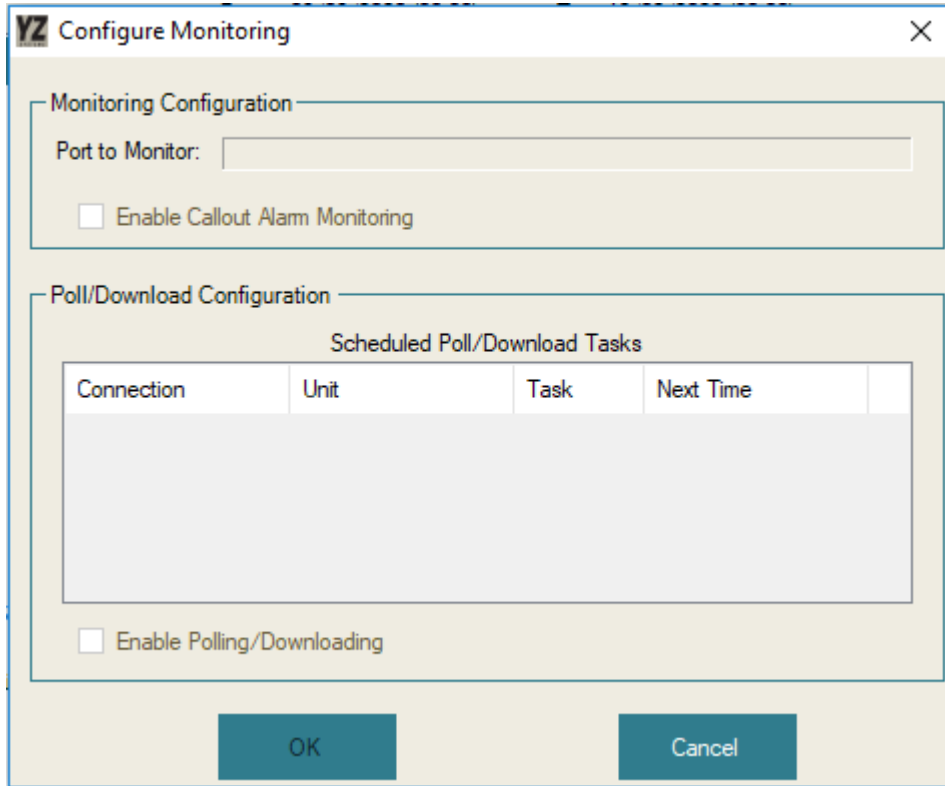 YZ Configure Monitoring
Monitoring Configuration
Port to Monitor:
Enable Callout Alarm Monitoring
Poll/Download Configuration
Scheduled Poll/Download Tasks
Connection Unit Task Next Time
Enable Polling/Downloading
OK Cancel